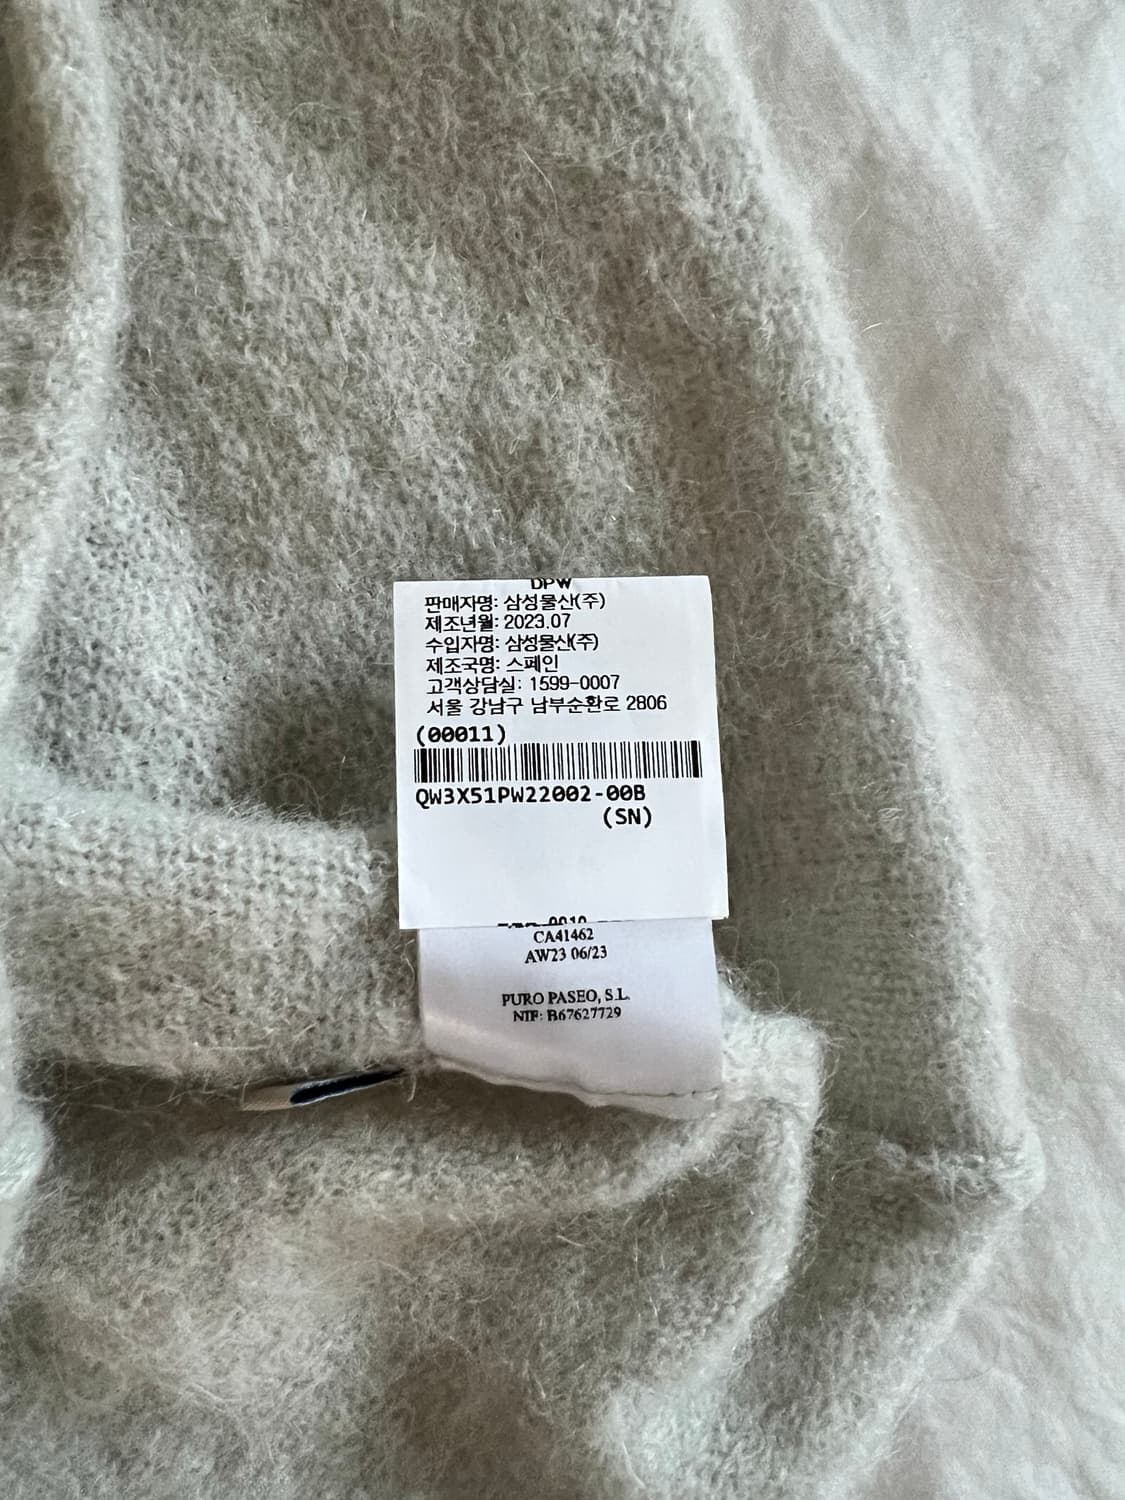 DPW
판매자명: 삼성물산(주)
제조년월: 2023.07
수입자명: 삼성물산(주)
제조국명: 스페인
고객상담실: 1599-0007
서울 강남구 남부순환로 2806
(00011)
QW3X51PW22002-00B
(SN)
CA41462
AW23 06/23
PURO PASEO, S.L.
NIF: B67627729